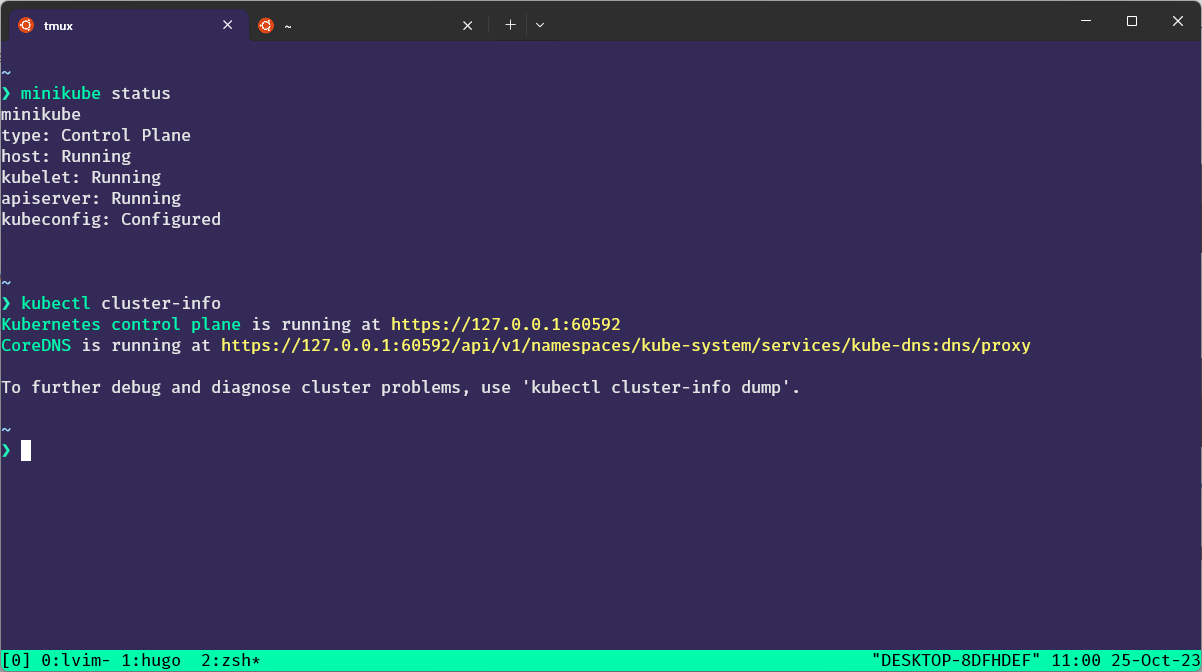 tmux ~
~
❯ minikube status
minikube
type: Control Plane
host: Running
kubelet: Running
apiserver: Running
kubeconfig: Configured
~
❯ kubectl cluster-info
Kubernetes control plane is running at https://127.0.0.1:60592
CoreDNS is running at https://127.0.0.1:60592/api/v1/namespaces/kube-system/services/kube-dns:dns/proxy
To further debug and diagnose cluster problems, use 'kubectl cluster-info dump'.
~
❯
[0] 0:lvim- 1:hugo  2:zsh* "DESKTOP-8DFHDEF" 11:00 25-Oct-23